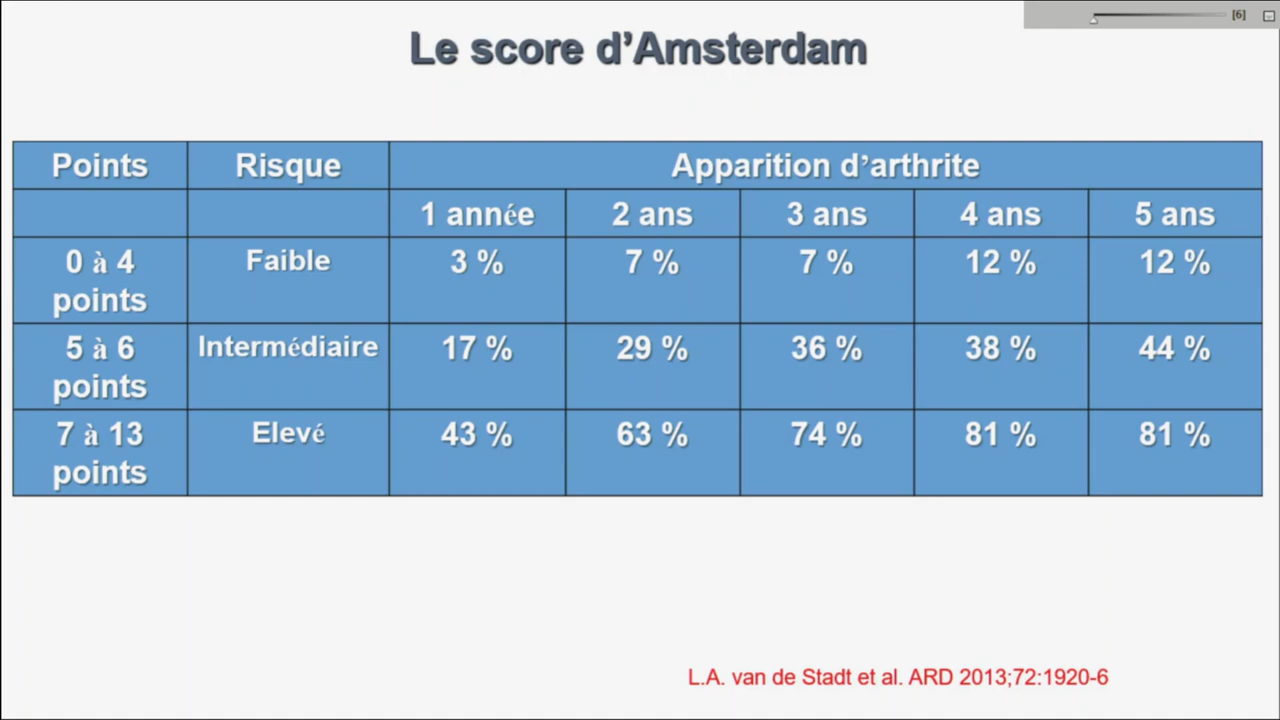 [6]
Le score d’Amsterdam
Points Risque Apparition d’arthrite
1 année 2 ans 3 ans 4 ans 5 ans
0 à 4 Faible 3 % 7 % 7 % 12 % 12 %
points
5 à 6 Intermédiaire 17 % 29 % 36 % 38 % 44 %
points
7 à 13 Elevé 43 % 63 % 74 % 81 % 81 %
points
L.A. van de Stadt et al. ARD 2013;72:1920-6